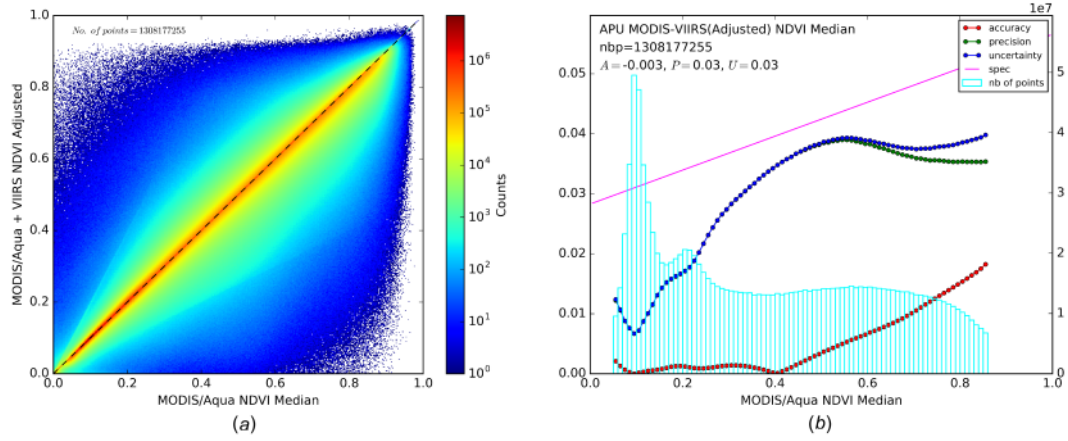 No. of points = 1308177255
1.0
0.8
0.6
0.4
0.2
0.0
MODIS/Aqua + VIIRS NDVI Adjusted
0.0 0.2 0.4 0.6 0.8 1.0
MODIS/Aqua NDVI Median
(a)
10^6
10^5
10^4
10^3
10^2
10^1
10^0
Counts
APU MODIS-VIIRS(Adjusted) NDVI Median
nbp=1308177255
A=-0.003, P=0.03, U=0.03
accuracy
precision
uncertainty
spec
nb of points
1e7
0.05
0.04
0.03
0.02
0.01
0.00
5
4
3
2
1
0
0.0 0.2 0.4 0.6 0.8 1.0
MODIS/Aqua NDVI Median
(b)